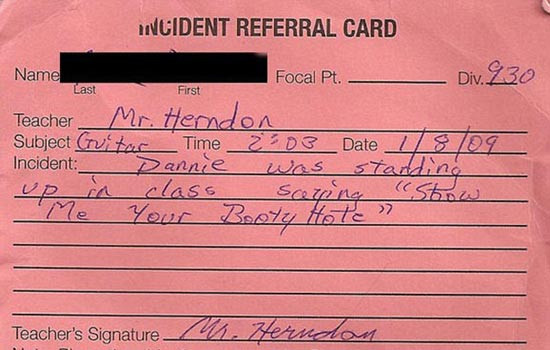 INCIDENT REFERRAL CARD
Name Focal Pt. Div. 930
Last First
Teacher Mr. Herndon
Subject Guitar Time 2:03 Date 1/8/09
Incident: Dannie was standing
up in class saying "Show
Me Your Booty Hole"
Teacher's Signature Mr. Herndon